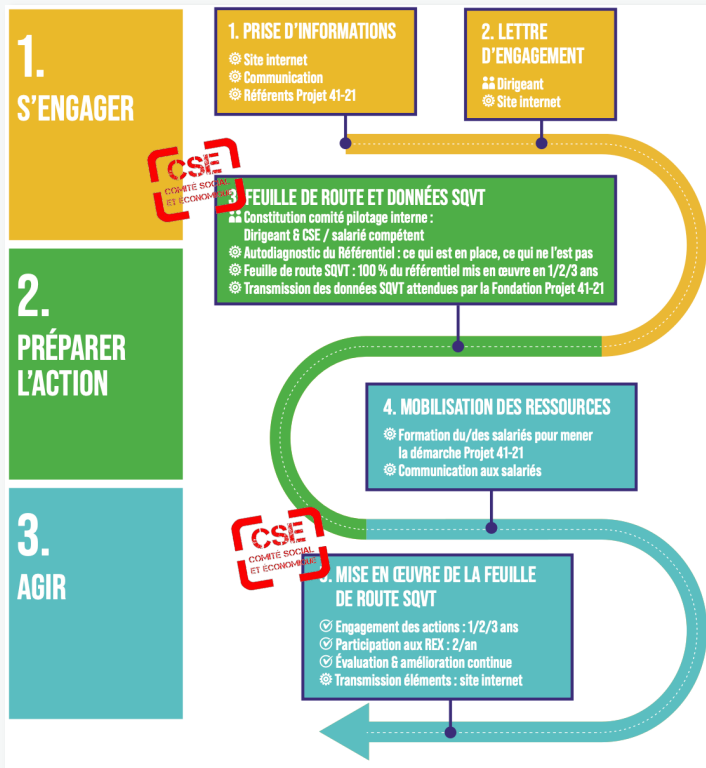 1.
S'ENGAGER
1. PRISE D'INFORMATIONS
Site internet
Communication
Référents Projet 41-21
2. LETTRE
D'ENGAGEMENT
Dirigeant
Site internet
CSE
COMITÉ SOCIAL
ET ÉCONOMIQUE
3. FEUILLE DE ROUTE ET DONNÉES SQVT
Constitution comité pilotage interne :
Dirigeant & CSE / salarié compétent
Autodiagnostic du Référentiel : ce qui est en place, ce qui ne l'est pas
Feuille de route SQVT : 100 % du référentiel mis en œuvre en 1/2/3 ans
Transmission des données SQVT attendues par la Fondation Projet 41-21
2.
PRÉPARER
L'ACTION
4. MOBILISATION DES RESSOURCES
Formation du/des salariés pour mener
la démarche Projet 41-21
Communication aux salariés
3.
AGIR
CSE
COMITÉ SOCIAL
ET ÉCONOMIQUE
MISE EN ŒUVRE DE LA FEUILLE
DE ROUTE SQVT
Engagement des actions : 1/2/3 ans
Participation aux REX : 2/an
Évaluation & amélioration continue
Transmission éléments : site internet